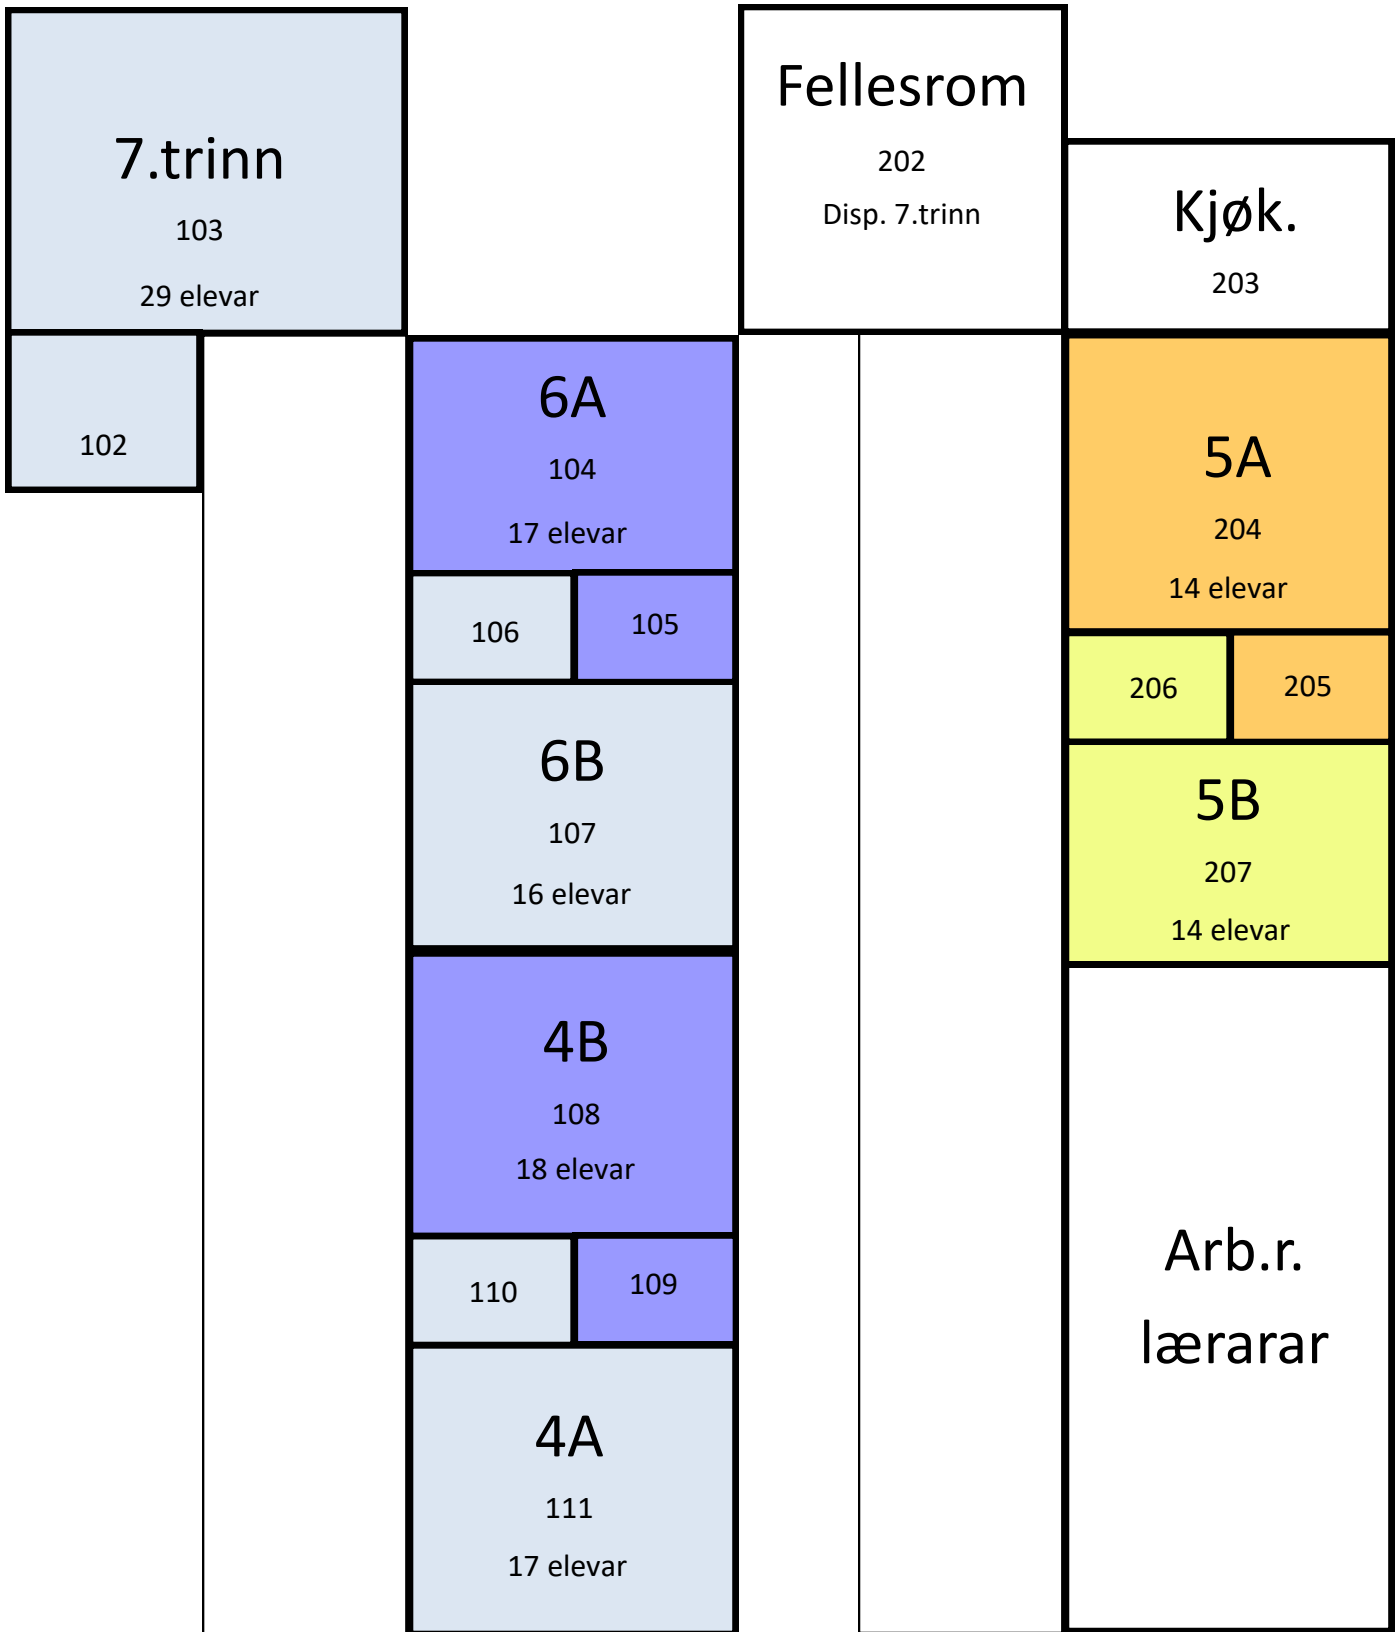 7.trinn
103
29 elevar
102
6A
104
17 elevar
106
105
6B
107
16 elevar
4B
108
18 elevar
110
109
4A
111
17 elevar
Fellesrom
202
Disp. 7.trinn
Kjøk.
203
5A
204
14 elevar
206
205
5B
207
14 elevar
Arb.r.
lærarar